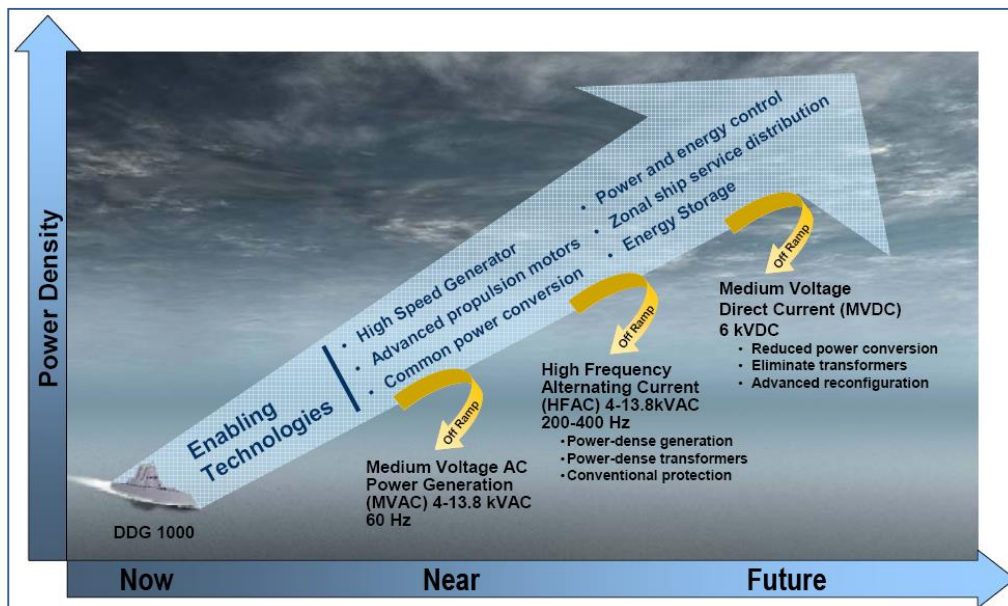 Power Density
Enabling
Technologies
• High Speed Generator
• Advanced propulsion motors
• Common power conversion
• Power and energy control
• Zonal ship service distribution
• Energy Storage
Off Ramp
Medium Voltage AC
Power Generation
(MVAC) 4-13.8 kVAC
60 Hz
Off Ramp
High Frequency
Alternating Current
(HFAC) 4-13.8kVAC
200-400 Hz
•Power-dense generation
•Power-dense transformers
•Conventional protection
Off Ramp
Medium Voltage
Direct Current (MVDC)
6 kVDC
• Reduced power conversion
• Eliminate transformers
• Advanced reconfiguration
DDG 1000
Now
Near
Future